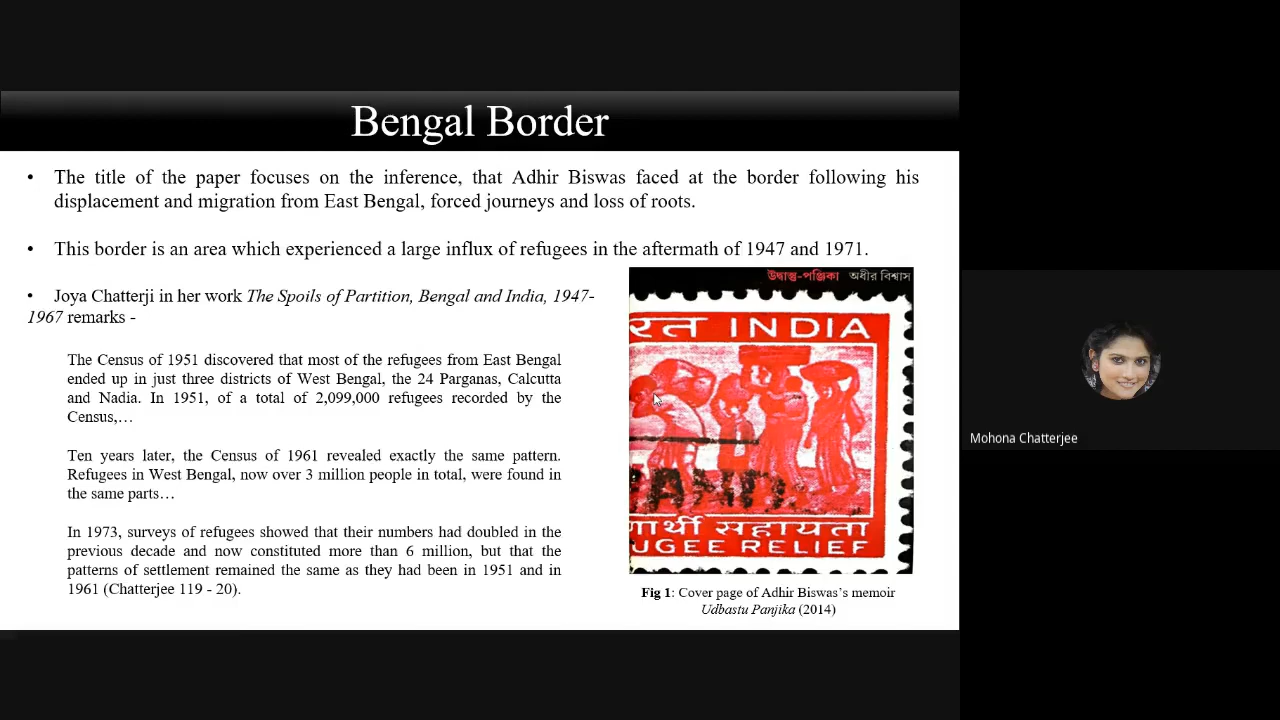 Bengal Border
• The title of the paper focuses on the inference, that Adhir Biswas faced at the border following his
displacement and migration from East Bengal, forced journeys and loss of roots.
• This border is an area which experienced a large influx of refugees in the aftermath of 1947 and 1971.
• Joya Chatterji in her work The Spoils of Partition, Bengal and India, 1947-
1967 remarks -
The Census of 1951 discovered that most of the refugees from East Bengal
ended up in just three districts of West Bengal, the 24 Parganas, Calcutta
and Nadia. In 1951, of a total of 2,099,000 refugees recorded by the
Census,…
Ten years later, the Census of 1961 revealed exactly the same pattern.
Refugees in West Bengal, now over 3 million people in total, were found in
the same parts…
In 1973, surveys of refugees showed that their numbers had doubled in the
previous decade and now constituted more than 6 million, but that the
patterns of settlement remained the same as they had been in 1951 and in
1961 (Chatterjee 119 - 20).
উদ্বাস্তু-পঞ্জিকা অধীর বিশ্বাস
रत INDIA
णार्थी सहायता
UGEE RELIEF
Fig 1: Cover page of Adhir Biswas's memoir
Udbastu Panjika (2014)
Mohona Chatterjee